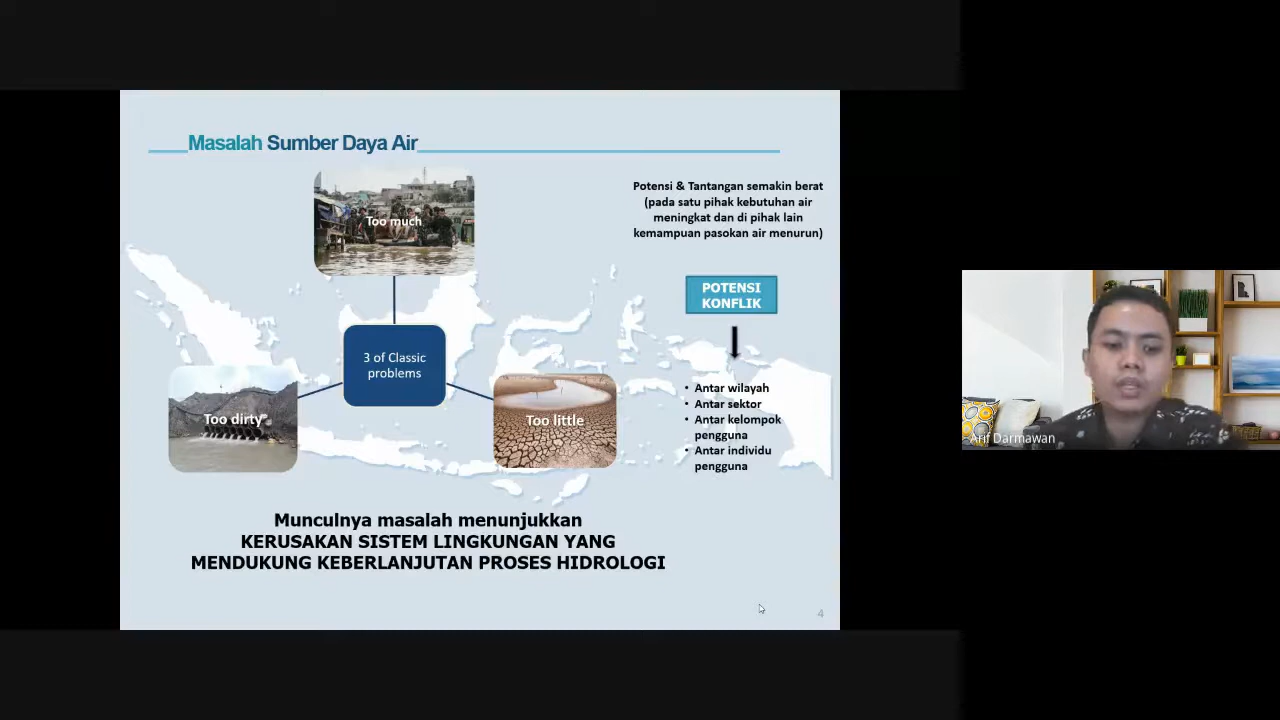 Masalah Sumber Daya Air
Too much
3 of Classic
problems
Too dirty
Too little
Potensi & Tantangan semakin berat
(pada satu pihak kebutuhan air
meningkat dan di pihak lain
kemampuan pasokan air menurun)
POTENSI
KONFLIK
• Antar wilayah
• Antar sektor
• Antar kelompok
pengguna
• Antar individu
pengguna
Munculnya masalah menunjukkan
KERUSAKAN SISTEM LINGKUNGAN YANG
MENDUKUNG KEBERLANJUTAN PROSES HIDROLOGI
4
Arif Darmawan